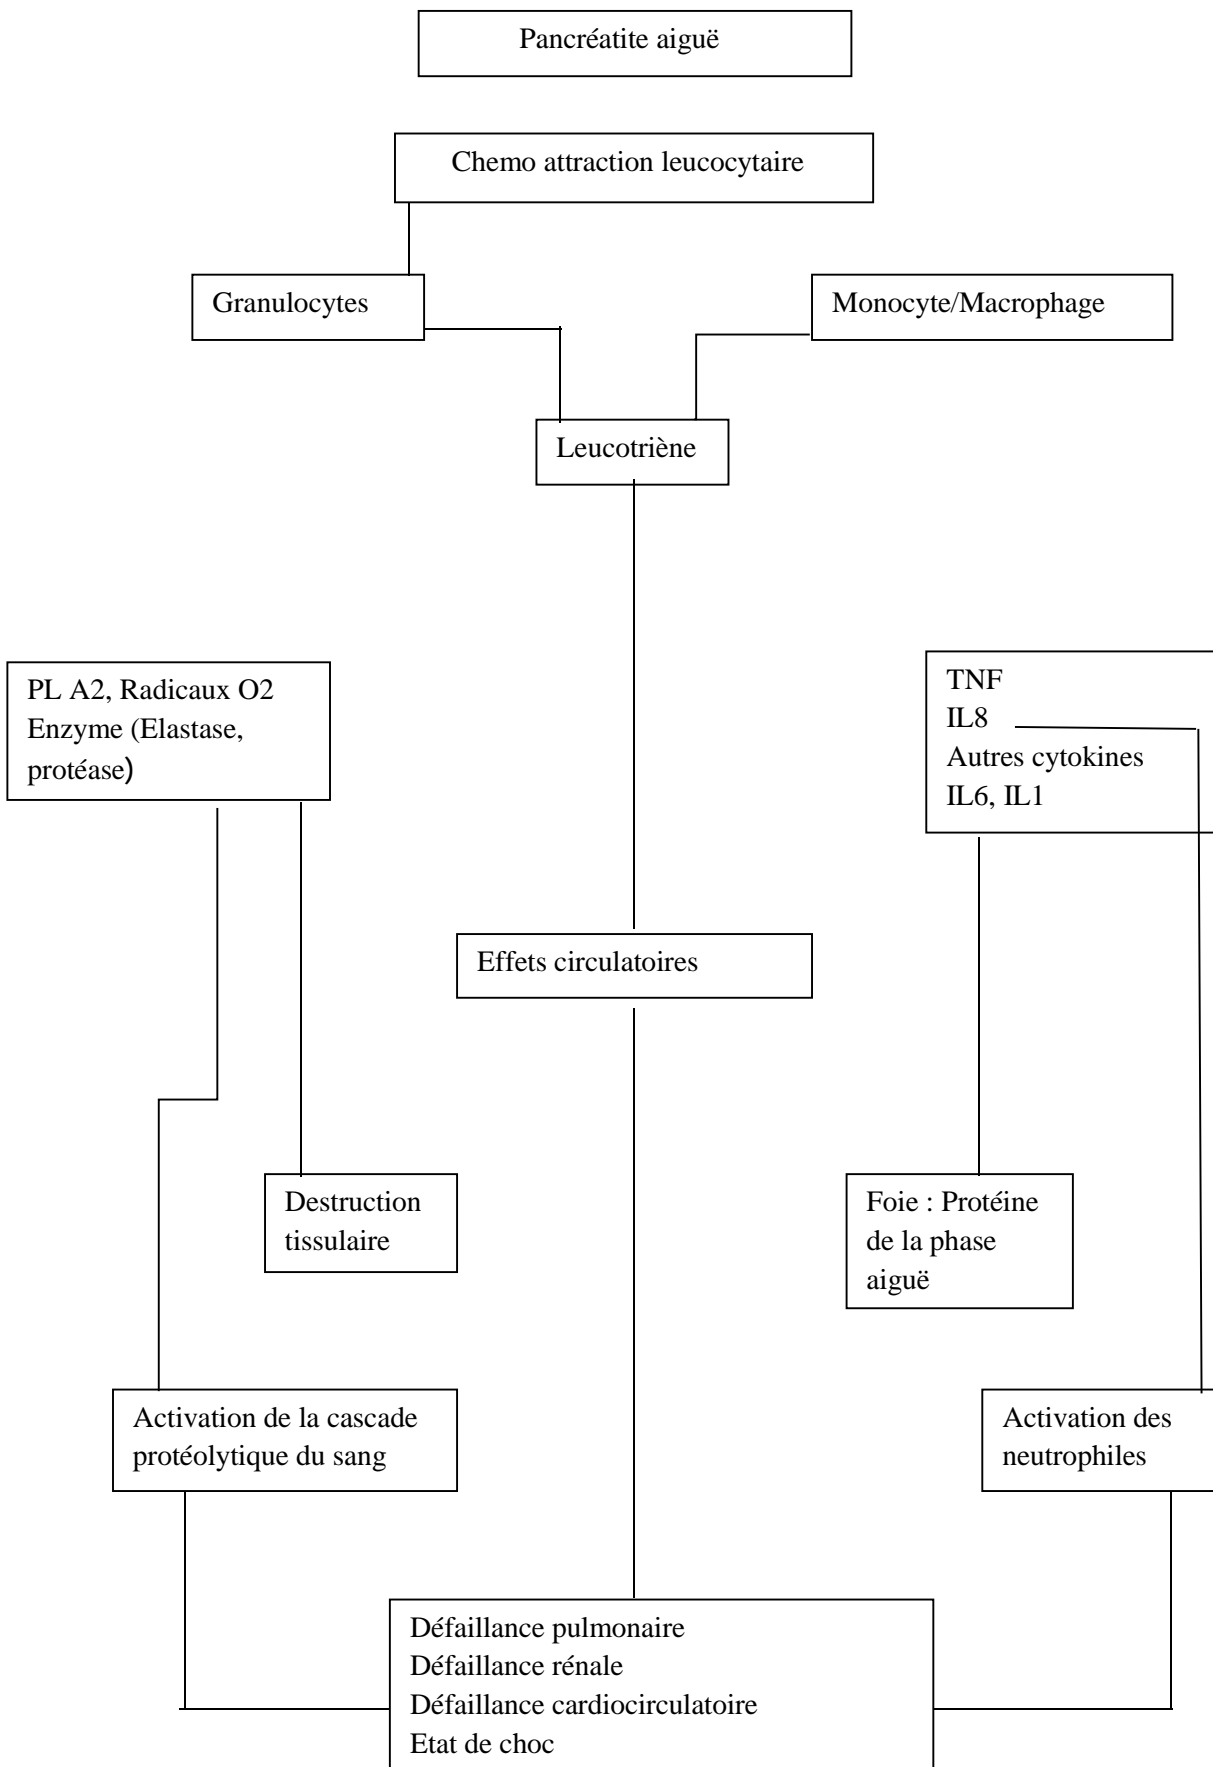 Pancréatite aiguë
Chemo attraction leucocytaire
Granulocytes
Monocyte/Macrophage
Leucotriène
PL A2, Radicaux O2
Enzyme (Elastase,
protéase)
TNF
IL8
Autres cytokines
IL6, IL1
Effets circulatoires
Destruction
tissulaire
Foie : Protéine
de la phase
aiguë
Activation de la cascade
protéolytique du sang
Activation des
neutrophiles
Défaillance pulmonaire
Défaillance rénale
Défaillance cardiocirculatoire
Etat de choc